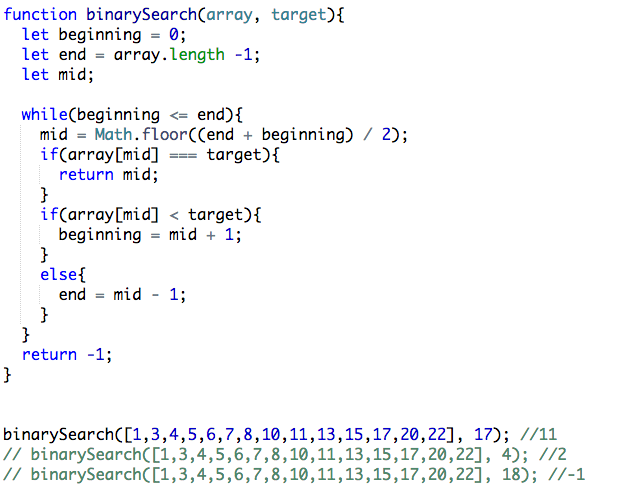 function binarySearch(array, target){
  let beginning = 0;
  let end = array.length -1;
  let mid;

  while(beginning <= end){
    mid = Math.floor((end + beginning) / 2);
    if(array[mid] === target){
      return mid;
    }
    if(array[mid] < target){
      beginning = mid + 1;
    }
    else{
      end = mid - 1;
    }
  }
  return -1;
}

binarySearch([1,3,4,5,6,7,8,10,11,13,15,17,20,22], 17); //11
// binarySearch([1,3,4,5,6,7,8,10,11,13,15,17,20,22], 4); //2
// binarySearch([1,3,4,5,6,7,8,10,11,13,15,17,20,22], 18); //-1